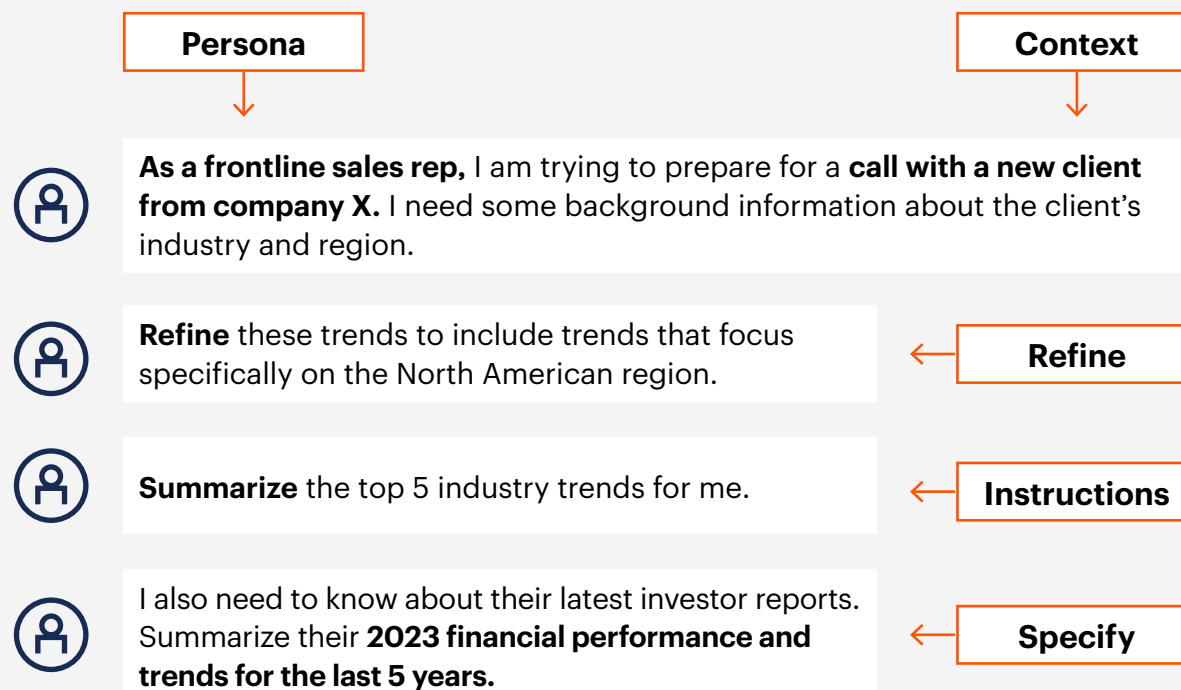 Persona
Context
As a frontline sales rep, I am trying to prepare for a call with a new client
from company X. I need some background information about the client’s
industry and region.
Refine these trends to include trends that focus
specifically on the North American region.
Refine
Summarize the top 5 industry trends for me.
Instructions
I also need to know about their latest investor reports.
Summarize their 2023 financial performance and
trends for the last 5 years.
Specify